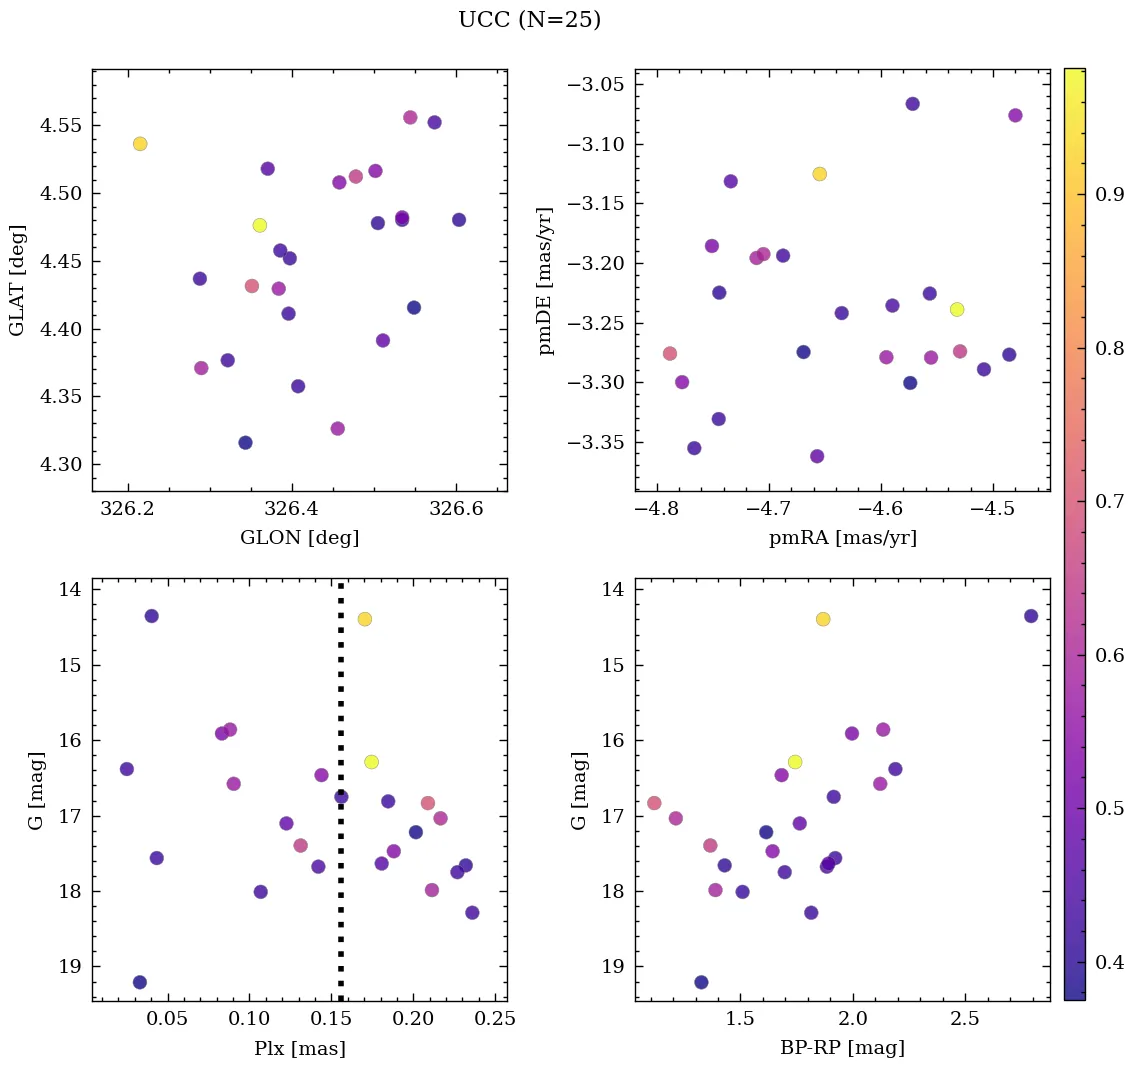 UCC (N=25)
4.55
4.50
4.45
4.40
4.35
4.30
GLAT [deg]
326.2 326.4 326.6
GLON [deg]
−3.05
−3.10
−3.15
−3.20
−3.25
−3.30
−3.35
pmDE [mas/yr]
−4.8 −4.7 −4.6 −4.5
pmRA [mas/yr]
14
15
16
17
18
19
G [mag]
0.05 0.10 0.15 0.20 0.25
Plx [mas]
14
15
16
17
18
19
G [mag]
1.5 2.0 2.5
BP-RP [mag]
0.9
0.8
0.7
0.6
0.5
0.4